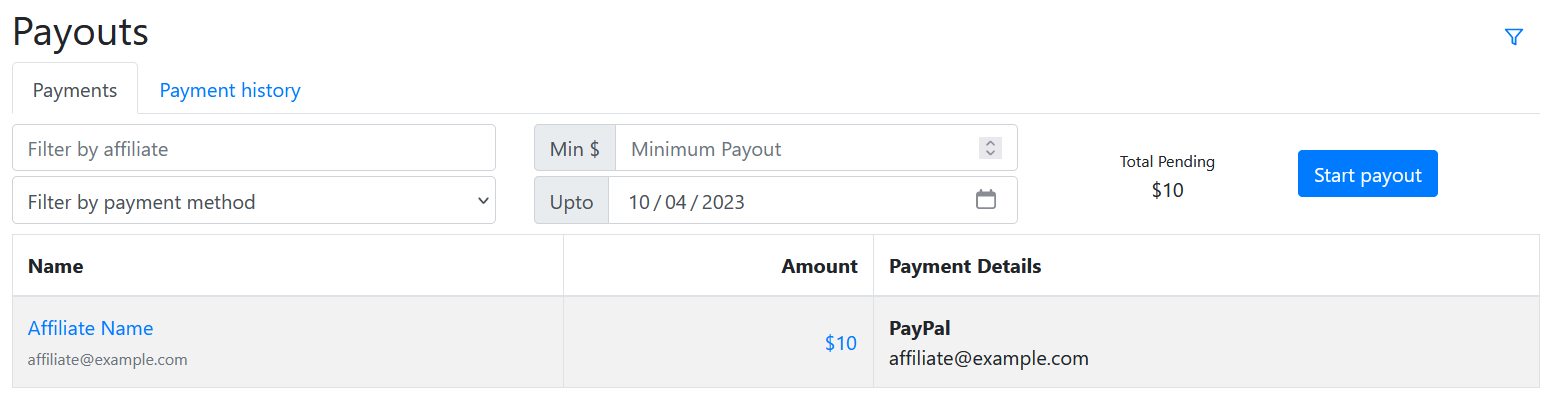 Payouts
Payments
Payment history
Filter by affiliate
Min $
Minimum Payout
Filter by payment method
Upto
10/04/2023
Total Pending
$10
Start payout
Name
Amount
Payment Details
Affiliate Name
affiliate@example.com
$10
PayPal
affiliate@example.com